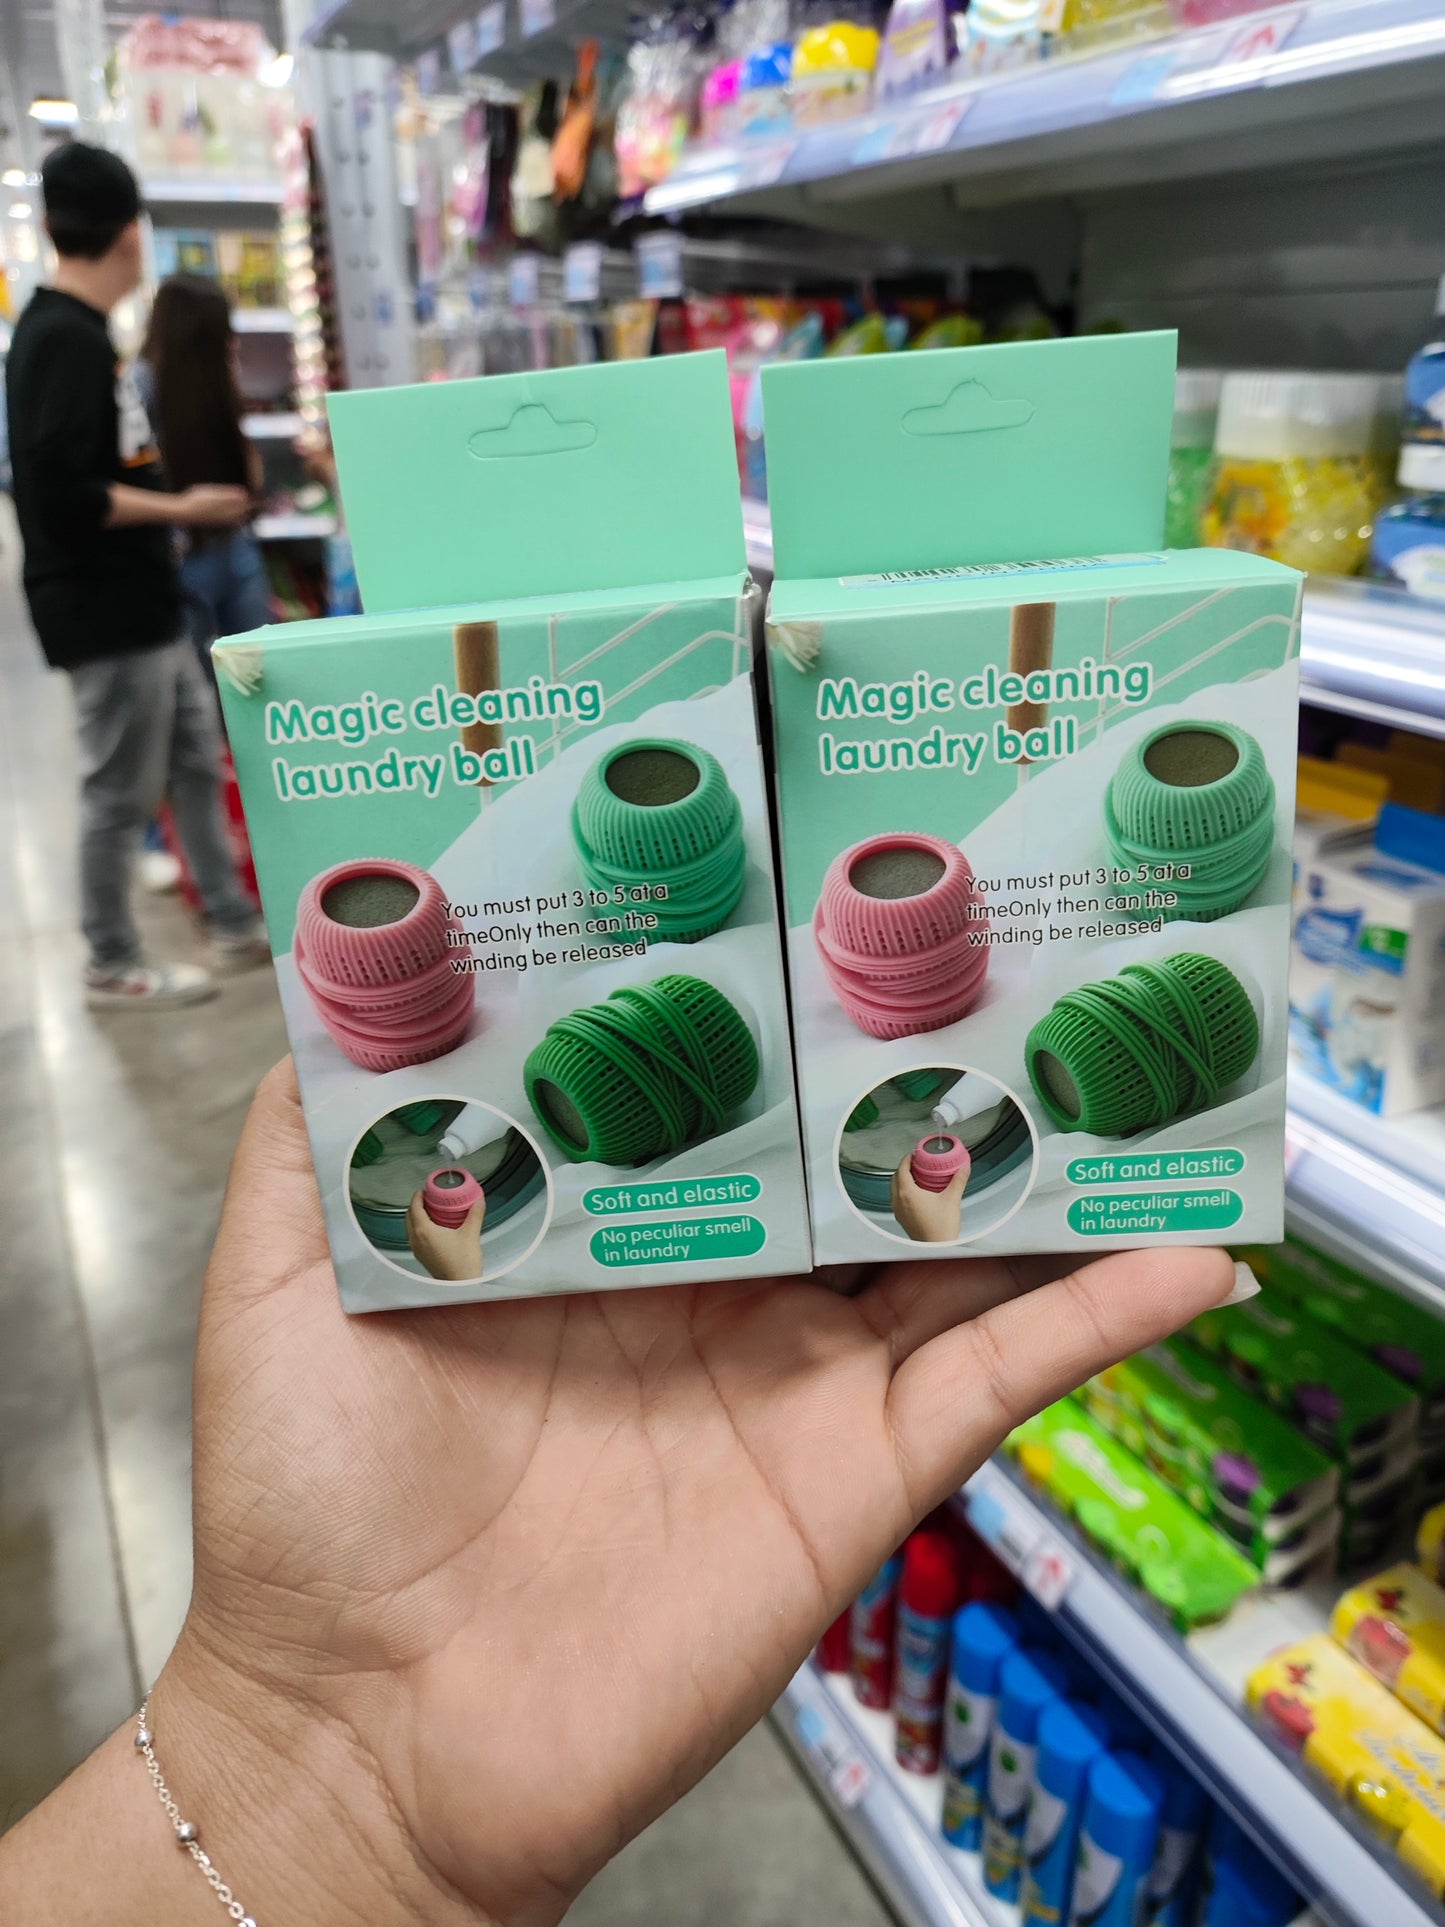 Magic cleaning
laundry ball
You must put 3 to 5 at a
timeOnly then can the
winding be released
Soft and elastic
No peculiar smell
in laundry
Magic cleaning
laundry ball
You must put 3 to 5 at a
timeOnly then can the
winding be released
Soft and elastic
No peculiar smell
in laundry